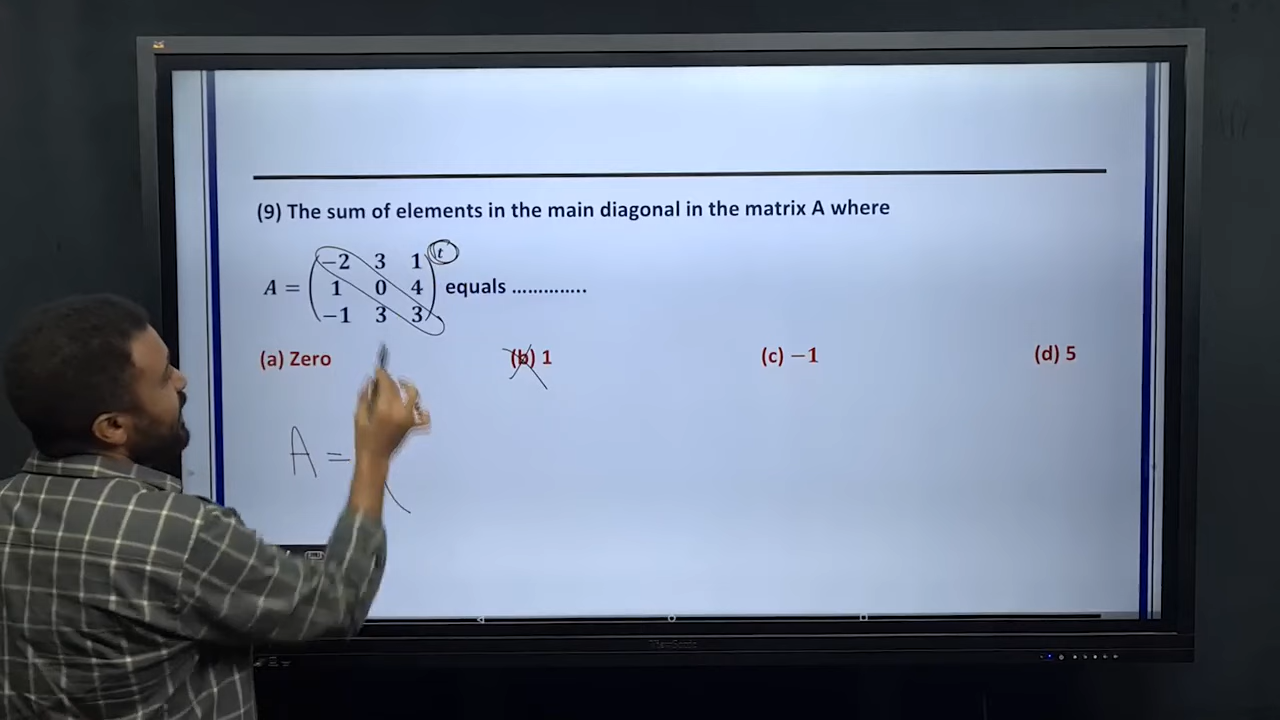 (9) The sum of elements in the main diagonal in the matrix A where
−2 3 1 t
A = 1 0 4 equals .............
−1 3 3
(a) Zero (b) 1 (c) −1 (d) 5
A =
ViewSonic